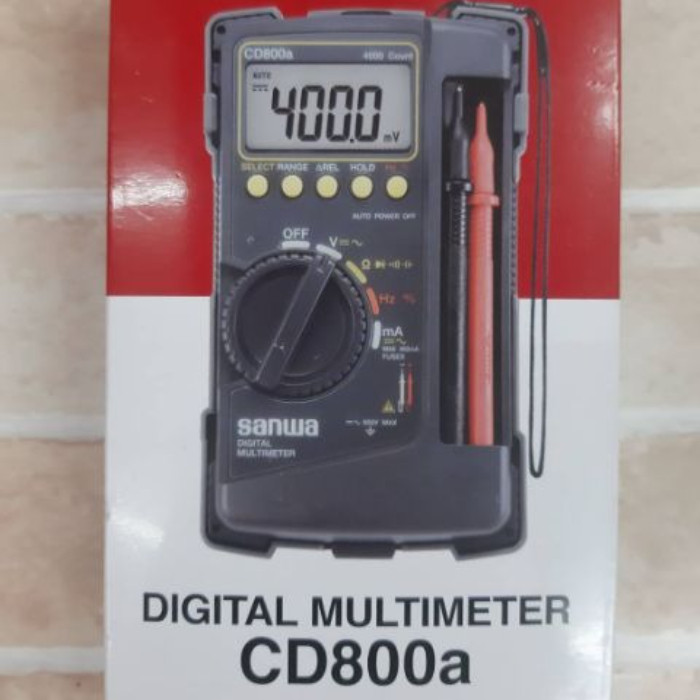 CD800a 4000 Count
AUTO
400.0 mV
SELECT RANGE ΔREL HOLD
AUTO POWER OFF
OFF V
Ω
Hz %
mA
FUSED
sanwa
DIGITAL
MULTIMETER
DIGITAL MULTIMETER
CD800a